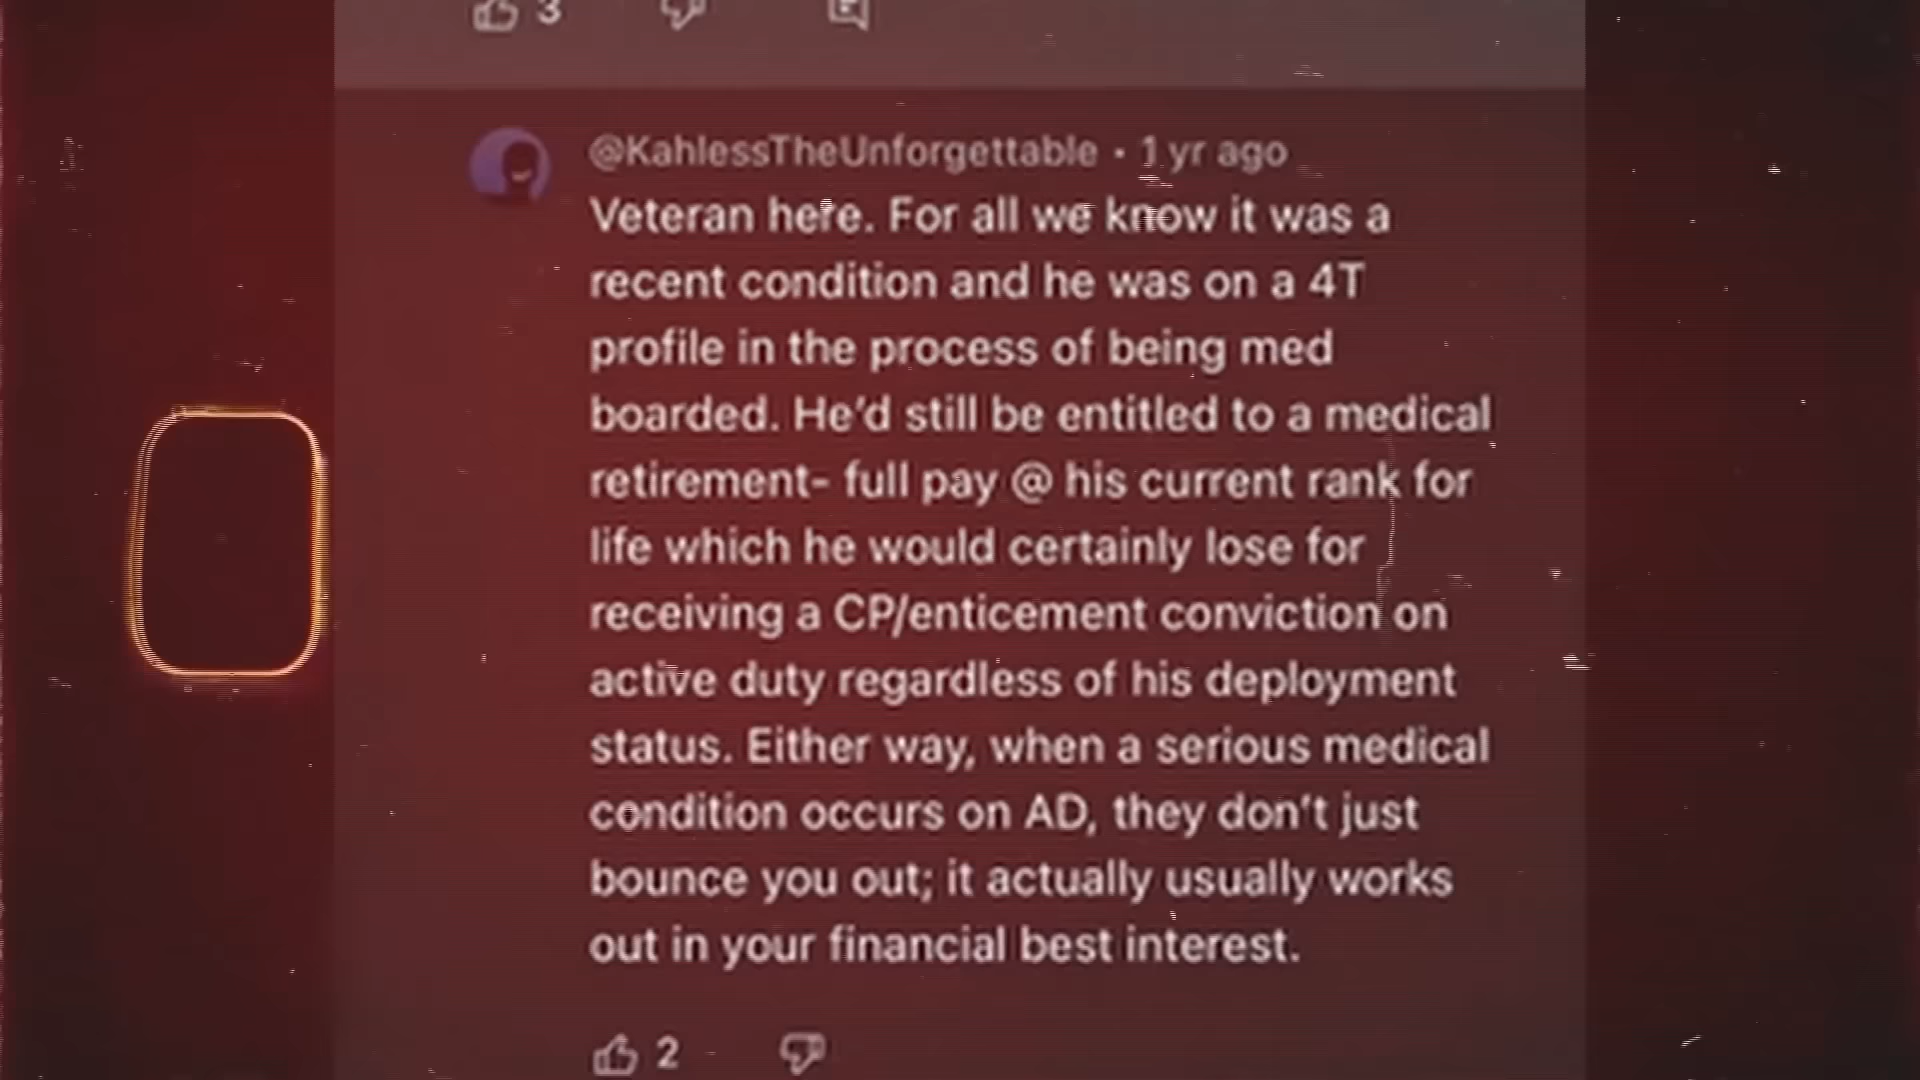 3
@KahlessTheUnforgettable • 1 yr ago
Veteran here. For all we know it was a
recent condition and he was on a 4T
profile in the process of being med
boarded. He’d still be entitled to a medical
retirement- full pay @ his current rank for
life which he would certainly lose for
receiving a CP/enticement conviction on
active duty regardless of his deployment
status. Either way, when a serious medical
condition occurs on AD, they don’t just
bounce you out; it actually usually works
out in your financial best interest.
2